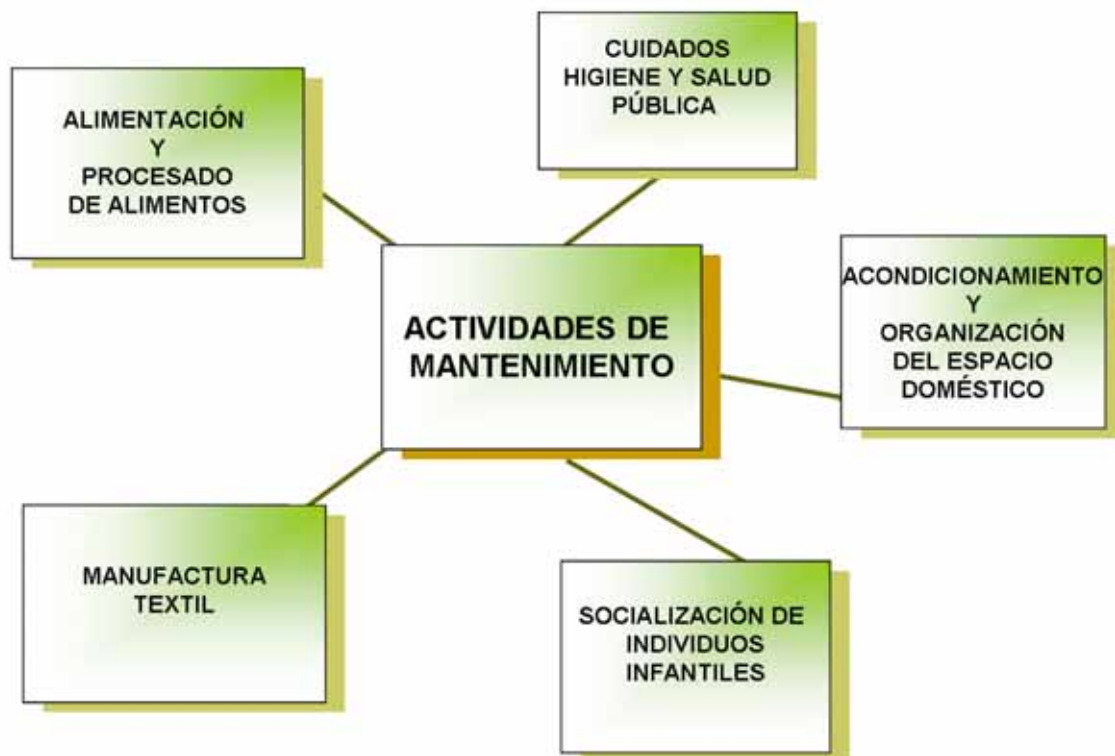 CUIDADOS
HIGIENE Y SALUD
PÚBLICA
ALIMENTACIÓN
Y
PROCESADO
DE ALIMENTOS
ACONDICIONAMIENTO
Y
ORGANIZACIÓN
DEL ESPACIO
DOMÉSTICO
ACTIVIDADES DE
MANTENIMIENTO
MANUFACTURA
TEXTIL
SOCIALIZACIÓN DE
INDIVIDUOS
INFANTILES